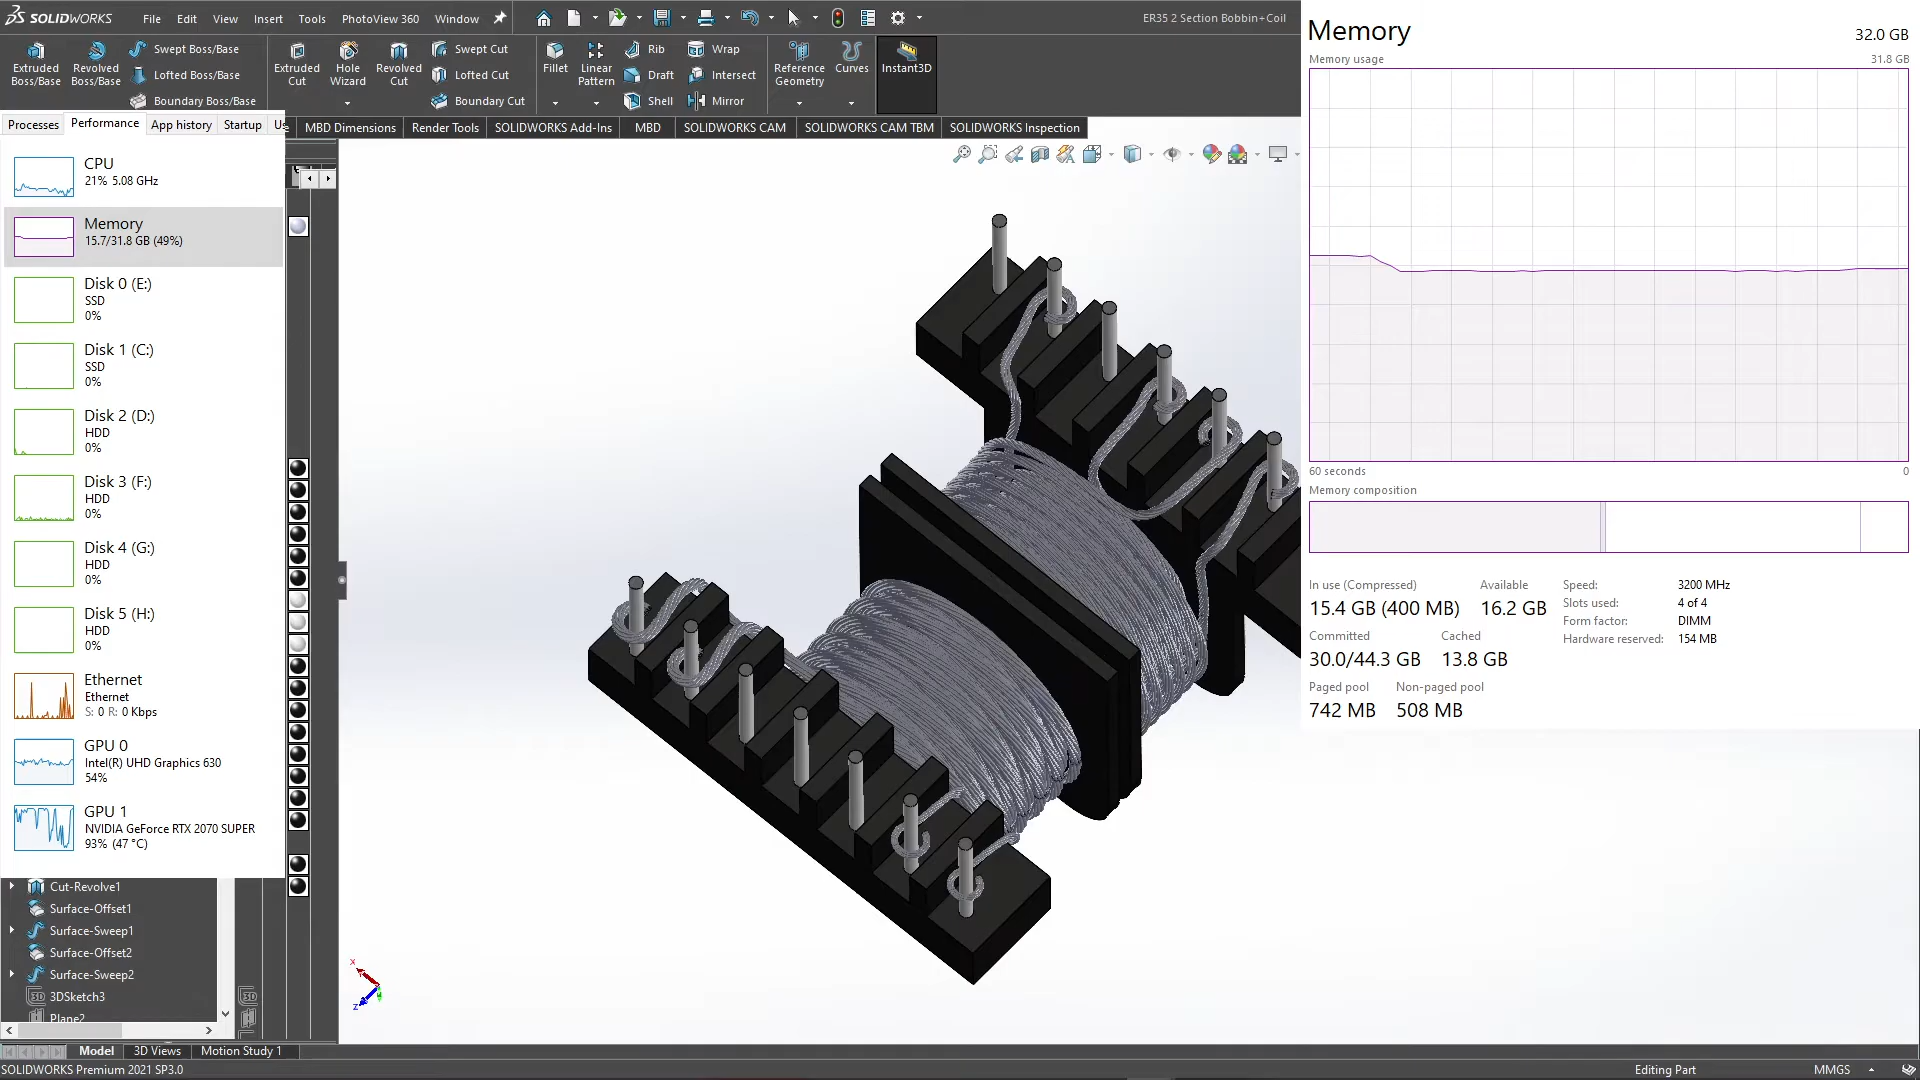 SOLIDWORKS
File Edit View Insert Tools PhotoView 360 Window
ER35 2 Section Bobbin+Coil
Extruded Boss/Base
Revolved Boss/Base
Swept Boss/Base
Lofted Boss/Base
Boundary Boss/Base
Extruded Cut
Hole Wizard
Revolved Cut
Swept Cut
Lofted Cut
Boundary Cut
Fillet
Linear Pattern
Rib
Draft
Shell
Wrap
Intersect
Mirror
Reference Geometry
Curves
Instant3D
Processes Performance App history Startup
MBD Dimensions Render Tools SOLIDWORKS Add-Ins MBD SOLIDWORKS CAM SOLIDWORKS CAM TBM SOLIDWORKS Inspection
CPU
21% 5.08 GHz
Memory
15.7/31.8 GB (49%)
Disk 0 (E:)
SSD
0%
Disk 1 (C:)
SSD
0%
Disk 2 (D:)
HDD
0%
Disk 3 (F:)
HDD
0%
Disk 4 (G:)
HDD
0%
Disk 5 (H:)
HDD
0%
Ethernet
Ethernet
S: 0 R: 0 Kbps
GPU 0
Intel(R) UHD Graphics 630
54%
GPU 1
NVIDIA GeForce RTX 2070 SUPER
93% (47 °C)
Cut-Revolve1
Surface-Offset1
Surface-Sweep1
Surface-Offset2
Surface-Sweep2
3DSketch3
Plane2
x
z
Memory
32.0 GB
Memory usage
31.8 GB
60 seconds
0
Memory composition
In use (Compressed)
15.4 GB (400 MB)
Available
16.2 GB
Committed
30.0/44.3 GB
Cached
13.8 GB
Paged pool
742 MB
Non-paged pool
508 MB
Speed: 3200 MHz
Slots used: 4 of 4
Form factor: DIMM
Hardware reserved: 154 MB
Model 3D Views Motion Study 1
SOLIDWORKS Premium 2021 SP3.0
Editing Part
MMGS